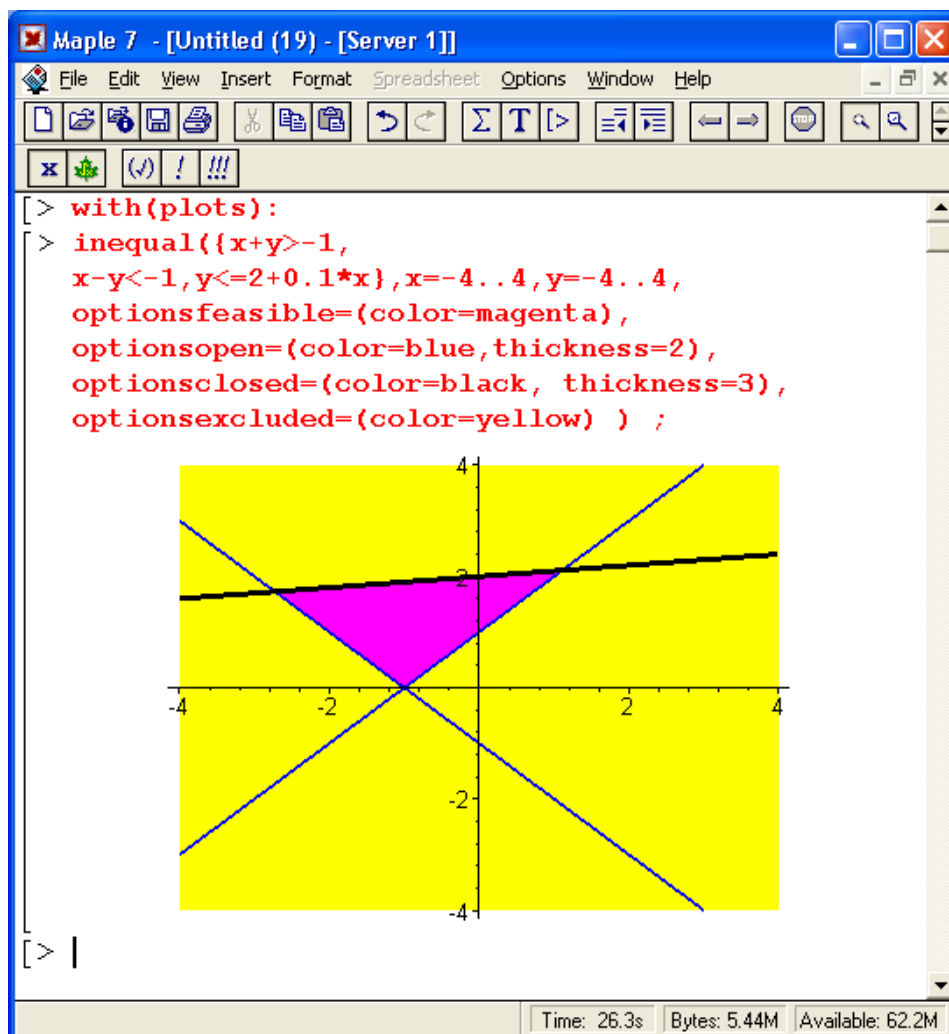 Maple 7 - [Untitled (19) - [Server 1]]
File Edit View Insert Format Spreadsheet Options Window Help
STOP
x (√) ! !!!
[> with(plots):
[> inequal({x+y>-1,
x-y<-1,y<=2+0.1*x},x=-4..4,y=-4..4,
optionsfeasible=(color=magenta),
optionsopen=(color=blue,thickness=2),
optionsclosed=(color=black, thickness=3),
optionsexcluded=(color=yellow) ) ;
4
2
-4 -2 2 4
-2
-4
[>
Time: 26.3s Bytes: 5.44M Available: 62.2M